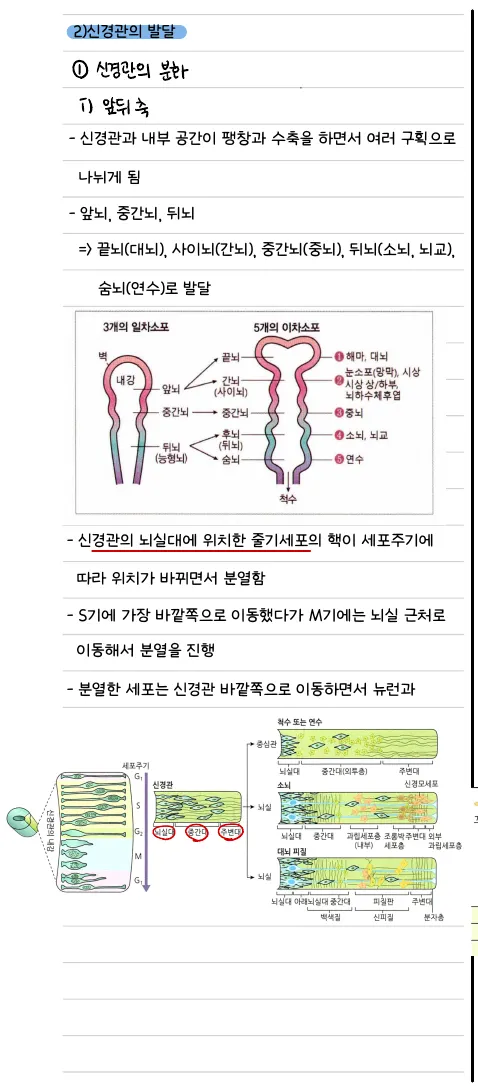 2)신경관의 발달
① 신경관의 분화
i) 앞뒤 축
- 신경관과 내부 공간이 팽창과 수축을 하면서 여러 구획으로
나뉘게 됨
- 앞뇌, 중간뇌, 뒤뇌
=> 끝뇌(대뇌), 사이뇌(간뇌), 중간뇌(중뇌), 뒤뇌(소뇌, 뇌교),
숨뇌(연수)로 발달
3개의 일차소포
5개의 이차소포
벽
내강
앞뇌
중간뇌
뒤뇌
(능형뇌)
끝뇌
간뇌
(사이뇌)
중간뇌
후뇌
(뒤뇌)
숨뇌
척수
1 해마, 대뇌
2 눈소포(망막), 시상
시상 상/하부,
뇌하수체후엽
3 중뇌
4 소뇌, 뇌교
5 연수
- 신경관의 뇌실대에 위치한 줄기세포의 핵이 세포주기에
따라 위치가 바뀌면서 분열함
- S기에 가장 바깥쪽으로 이동했다가 M기에는 뇌실 근처로
이동해서 분열을 진행
- 분열한 세포는 신경관 바깥쪽으로 이동하면서 뉴런과
신경관의 내강
세포주기
G₁
S
G₂
M
G₁
신경관
뇌실대 중간대 주변대
척수 또는 연수
중심관
뇌실대 중간대(외투층) 주변대
소뇌
신경모세포
뇌실
뇌실대 중간대 과립세포층 조롱박 주변대 외부
(내부) 세포층 과립세포층
대뇌 피질
뇌실
뇌실대 아래뇌실대 중간대 피질판 주변대
백색질 신피질 분자층